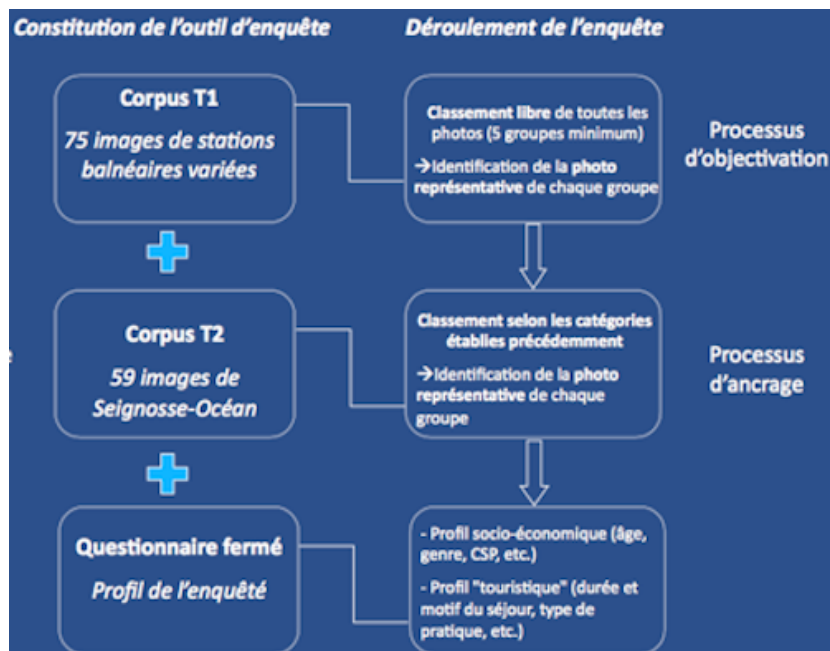 Constitution de l'outil d'enquête
Déroulement de l'enquête
Corpus T1
75 images de stations
balnéaires variées
Classement libre de toutes les
photos (5 groupes minimum)
→Identification de la photo
représentative de chaque groupe
Processus
d'objectivation
Corpus T2
59 images de
Seignosse-Océan
Classement selon les catégories
établies précédemment
→Identification de la photo
représentative de chaque
groupe
Processus
d'ancrage
Questionnaire fermé
Profil de l'enquêté
- Profil socio-économique (âge,
genre, CSP, etc.)
- Profil "touristique" (durée et
motif du séjour, type de
pratique, etc.)